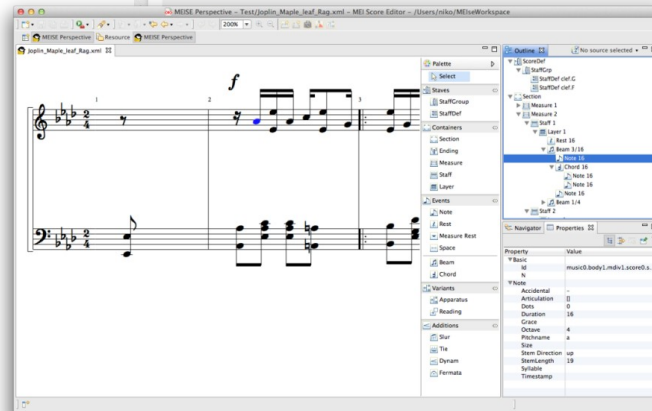 MEISE Perspective – Test/Joplin_Maple_leaf_Rag.xml – MEI Score Editor – /Users/niko/MEIseWorkspace
200%
MEISE Perspective Resource MEISE Perspective
Joplin_Maple_leaf_Rag.xml
f
1 2 3
2 4
2 4
Palette
Select
Staves
StaffGroup
StaffDef
Containers
Section
Ending
Measure
Staff
Layer
Events
Note
Rest
Measure Rest
Space
Beam
Chord
Variants
Apparatus
Reading
Additions
Slur
Tie
Dynam
Fermata
Outline No source selected
ScoreDef
StaffGrp
StaffDef clef.G
StaffDef clef.F
Section
Measure 1
Measure 2
Staff 1
Layer 1
Rest 16
Beam 3/16
Note 16
Chord 16
Note 16
Note 16
Note 16
Beam 1/4
Staff 2
Navigator Properties
Property Value
Basic
Id music0.body1.mdiv1.score0.s.
N
Note
Accidental –
Articulation []
Dots 0
Duration 16
Grace
Octave 4
Pitchname a
Size
Stem Direction up
StemLength 19
Syllable
Timestamp